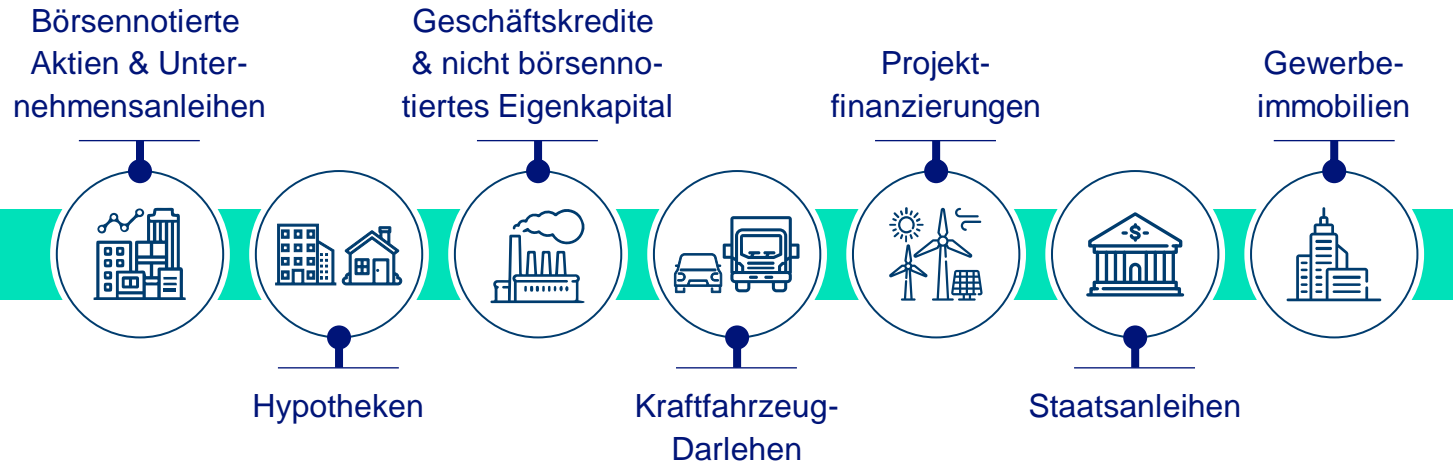 Börsennotierte
Aktien & Unter-
nehmensanleihen
Hypotheken
Geschäftskredite
& nicht börsenno-
tiertes Eigenkapital
Kraftfahrzeug-
Darlehen
Projekt-
finanzierungen
-$-
Staatsanleihen
Gewerbe-
immobilien